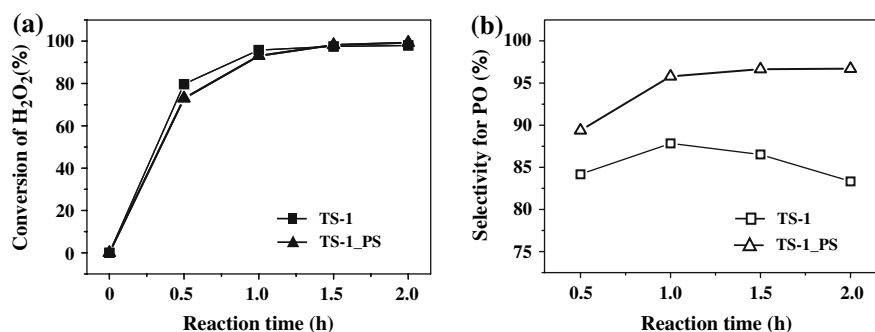 (a)
Conversion of H₂O₂(%)
100
80
60
40
20
0
TS-1
TS-1_PS
0 0.5 1.0 1.5 2.0
Reaction time (h)
(b)
Selectivity for PO (%)
100
95
90
85
80
75
TS-1
TS-1_PS
0.5 1.0 1.5 2.0
Reaction time (h)